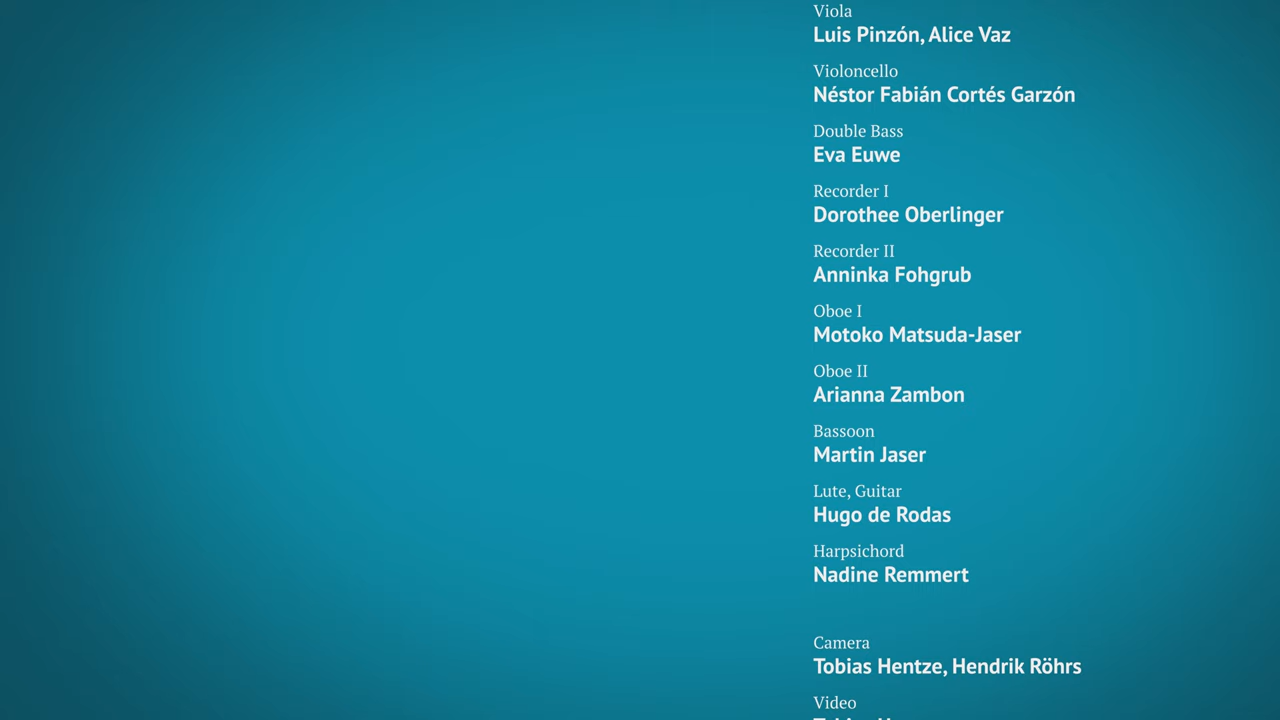 Viola
Luis Pinzón, Alice Vaz
Violoncello
Néstor Fabián Cortés Garzón
Double Bass
Eva Euwe
Recorder I
Dorothee Oberlinger
Recorder II
Anninka Fohgrub
Oboe I
Motoko Matsuda-Jaser
Oboe II
Arianna Zambon
Bassoon
Martin Jaser
Lute, Guitar
Hugo de Rodas
Harpsichord
Nadine Remmert
Camera
Tobias Hentze, Hendrik Röhrs
Video